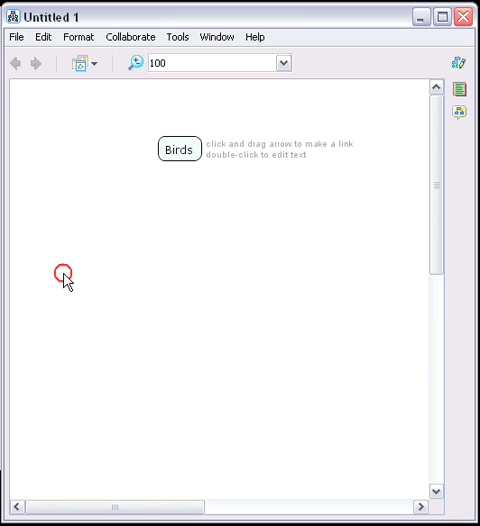 Untitled 1
File Edit Format Collaborate Tools Window Help
100
Birds
click and drag arrow to make a link
double-click to edit text